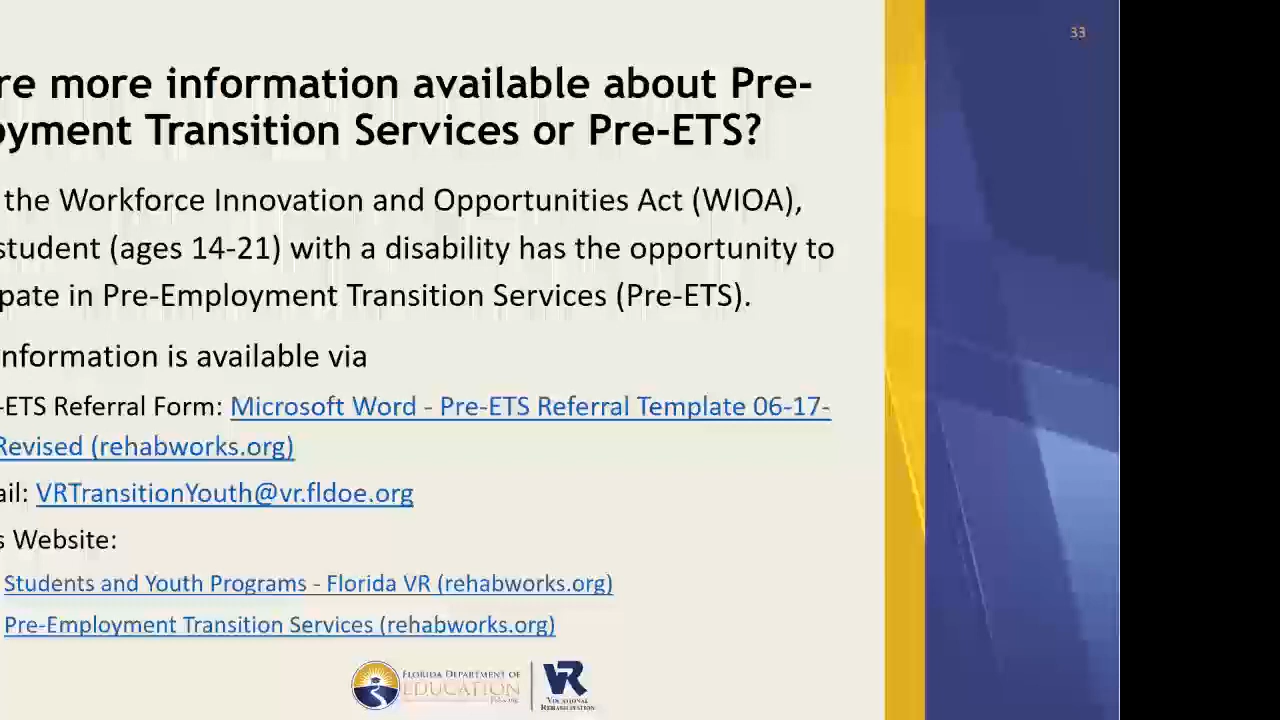 33
re more information available about Pre-
oyment Transition Services or Pre-ETS?
the Workforce Innovation and Opportunities Act (WIOA),
student (ages 14-21) with a disability has the opportunity to
pate in Pre-Employment Transition Services (Pre-ETS).
nformation is available via
-ETS Referral Form: Microsoft Word - Pre-ETS Referral Template 06-17-
Revised (rehabworks.org)
ail: VRTransitionYouth@vr.fldoe.org
s Website:
Students and Youth Programs - Florida VR (rehabworks.org)
Pre-Employment Transition Services (rehabworks.org)
FLORIDA DEPARTMENT OF
EDUCATION
fldoe.org
VR
VOCATIONAL
REHABILITATION